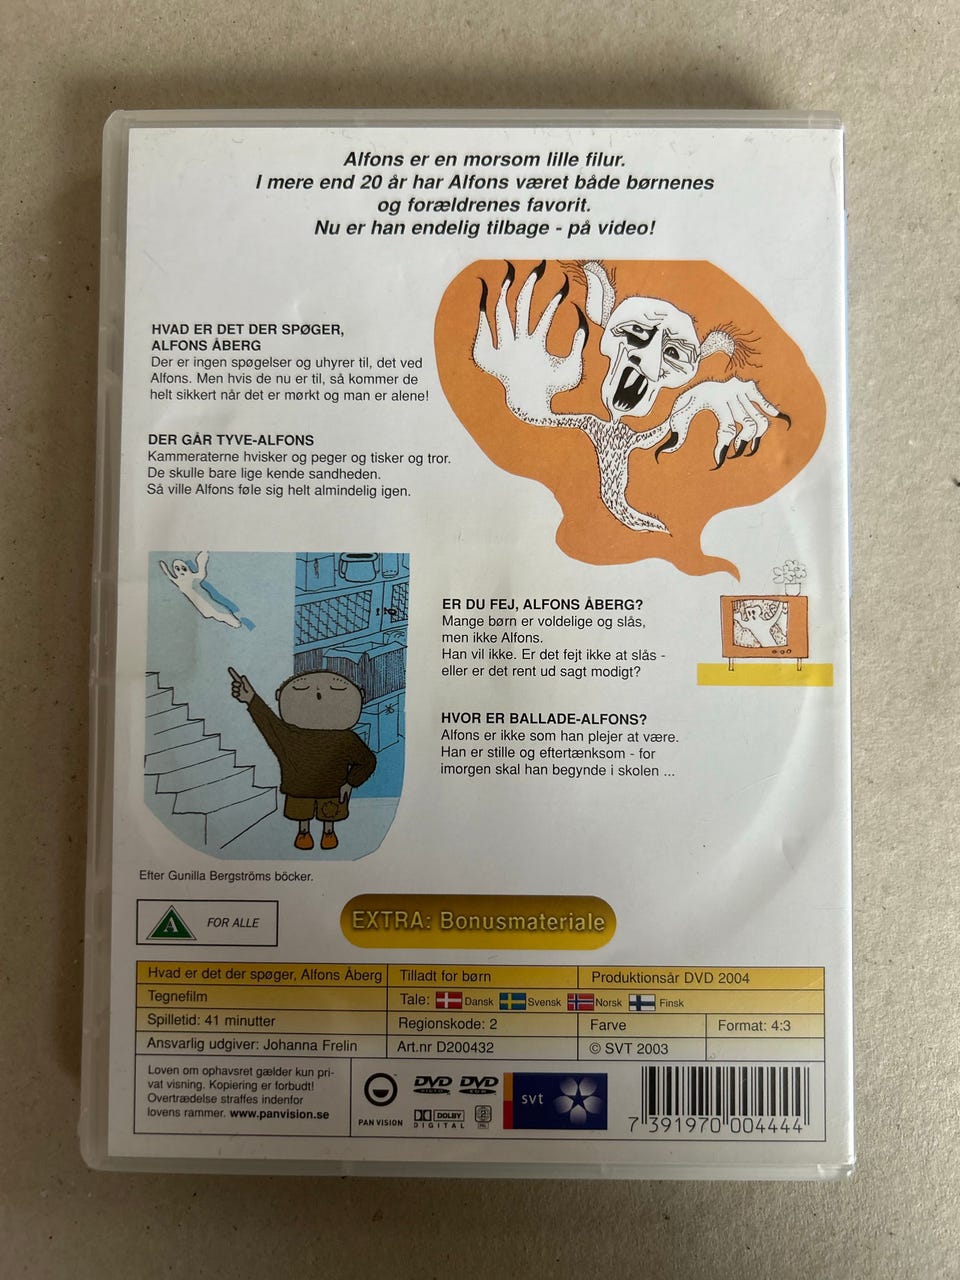 Alfons er en morsom lille filur.
I mere end 20 år har Alfons været både børnenes
og forældrenes favorit.
Nu er han endelig tilbage - på video!
HVAD ER DET DER SPØGER,
ALFONS ÅBERG
Der er ingen spøgelser og uhyrer til, det ved
Alfons. Men hvis de nu er til, så kommer de
helt sikkert når det er mørkt og man er alene!
DER GÅR TYVE-ALFONS
Kammeraterne hvisker og peger og tisker og tror.
De skulle bare lige kende sandheden.
Så ville Alfons føle sig helt almindelig igen.
ER DU FEJ, ALFONS ÅBERG?
Mange børn er voldelige og slås,
men ikke Alfons.
Han vil ikke. Er det fejt ikke at slås -
eller er det rent ud sagt modigt?
HVOR ER BALLADE-ALFONS?
Alfons er ikke som han plejer at være.
Han er stille og eftertænksom - for
imorgen skal han begynde i skolen ...
Efter Gunilla Bergströms böcker.
A FOR ALLE
EXTRA: Bonusmateriale
Hvad er det der spøger, Alfons Åberg Tilladt for børn Produktionsår DVD 2004
Tegnefilm Tale: Dansk Svensk Norsk Finsk
Spilletid: 41 minutter Regionskode: 2 Farve Format: 4:3
Ansvarlig udgiver: Johanna Frelin Art.nr D200432 © SVT 2003
Loven om ophavsret gælder kun pri-
vat visning. Kopiering er forbudt!
Overtrædelse straffes indenfor
lovens rammer. www.panvision.se
PAN VISION
DVD VIDEO DVD ROM
DOLBY DIGITAL
2 PAL
svt
7 391970 004444